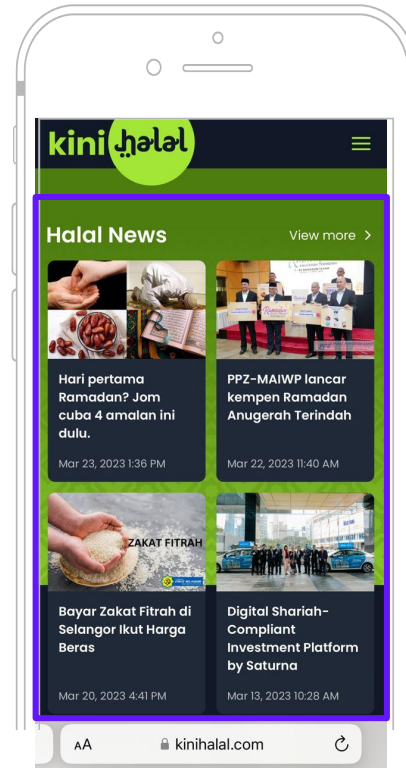 kini halal
Halal News
View more >
Ramadan
Hari pertama
Ramadan? Jom
cuba 4 amalan ini
dulu.
PPZ-MAIWP lancar
kempen Ramadan
Anugerah Terindah
Mar 23, 2023 1:36 PM
Mar 22, 2023 11:40 AM
ZAKAT FITRAH
Bayar Zakat Fitrah di
Selangor Ikut Harga
Beras
Digital Shariah-
Compliant
Investment Platform
by Saturna
Mar 20, 2023 4:41 PM
Mar 13, 2023 10:28 AM
AA
kinihalal.com